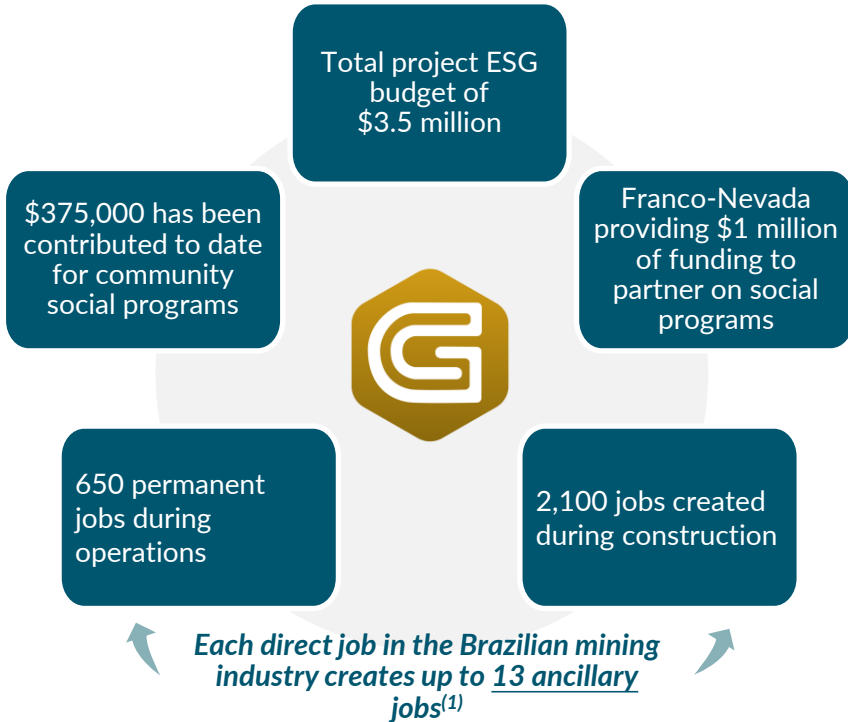 Total project ESG
budget of
$3.5 million
$375,000 has been
contributed to date
for community
social programs
Franco-Nevada
providing $1 million
of funding to
partner on social
programs
650 permanent
jobs during
operations
2,100 jobs created
during construction
Each direct job in the Brazilian mining
industry creates up to 13 ancillary
jobs(1)